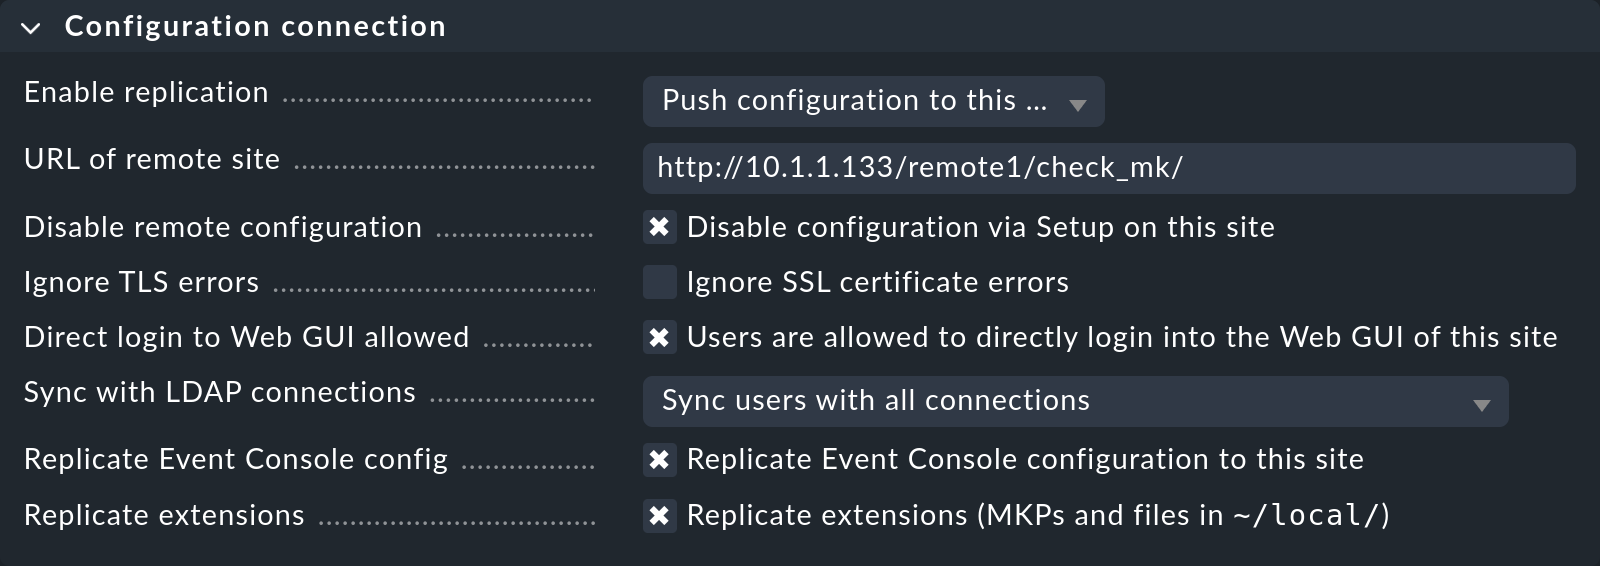 Configuration connection
Enable replication Push configuration to this ...
URL of remote site http://10.1.1.133/remote1/check_mk/
Disable remote configuration Disable configuration via Setup on this site
Ignore TLS errors Ignore SSL certificate errors
Direct login to Web GUI allowed Users are allowed to directly login into the Web GUI of this site
Sync with LDAP connections Sync users with all connections
Replicate Event Console config Replicate Event Console configuration to this site
Replicate extensions Replicate extensions (MKPs and files in ~/local/)